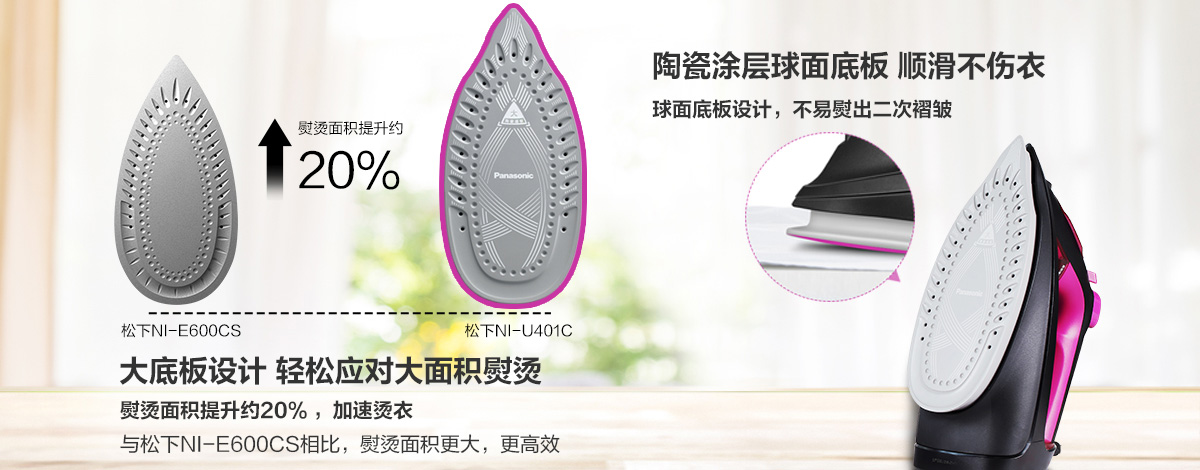 熨烫面积提升约
20%
Panasonic
松下NI-E600CS
松下NI-U401C
大底板设计 轻松应对大面积熨烫
熨烫面积提升约20% ，加速烫衣
与松下NI-E600CS相比，熨烫面积更大，更高效
陶瓷涂层球面底板 顺滑不伤衣
球面底板设计，不易熨出二次褶皱
Panasonic